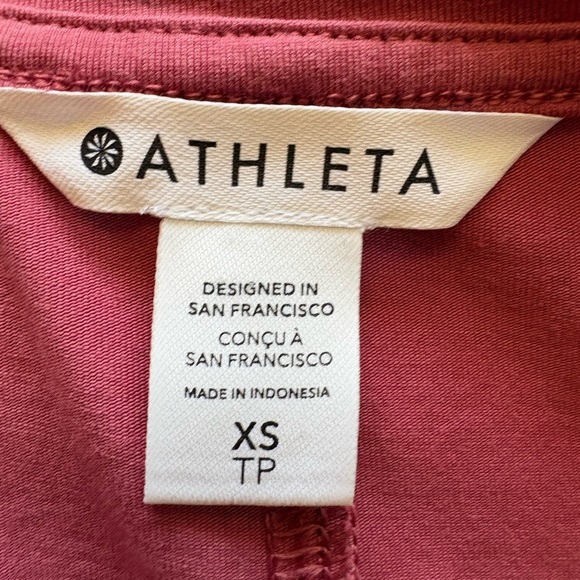 ATHLETA
DESIGNED IN
SAN FRANCISCO
CONÇU À
SAN FRANCISCO
MADE IN INDONESIA
XS
TP